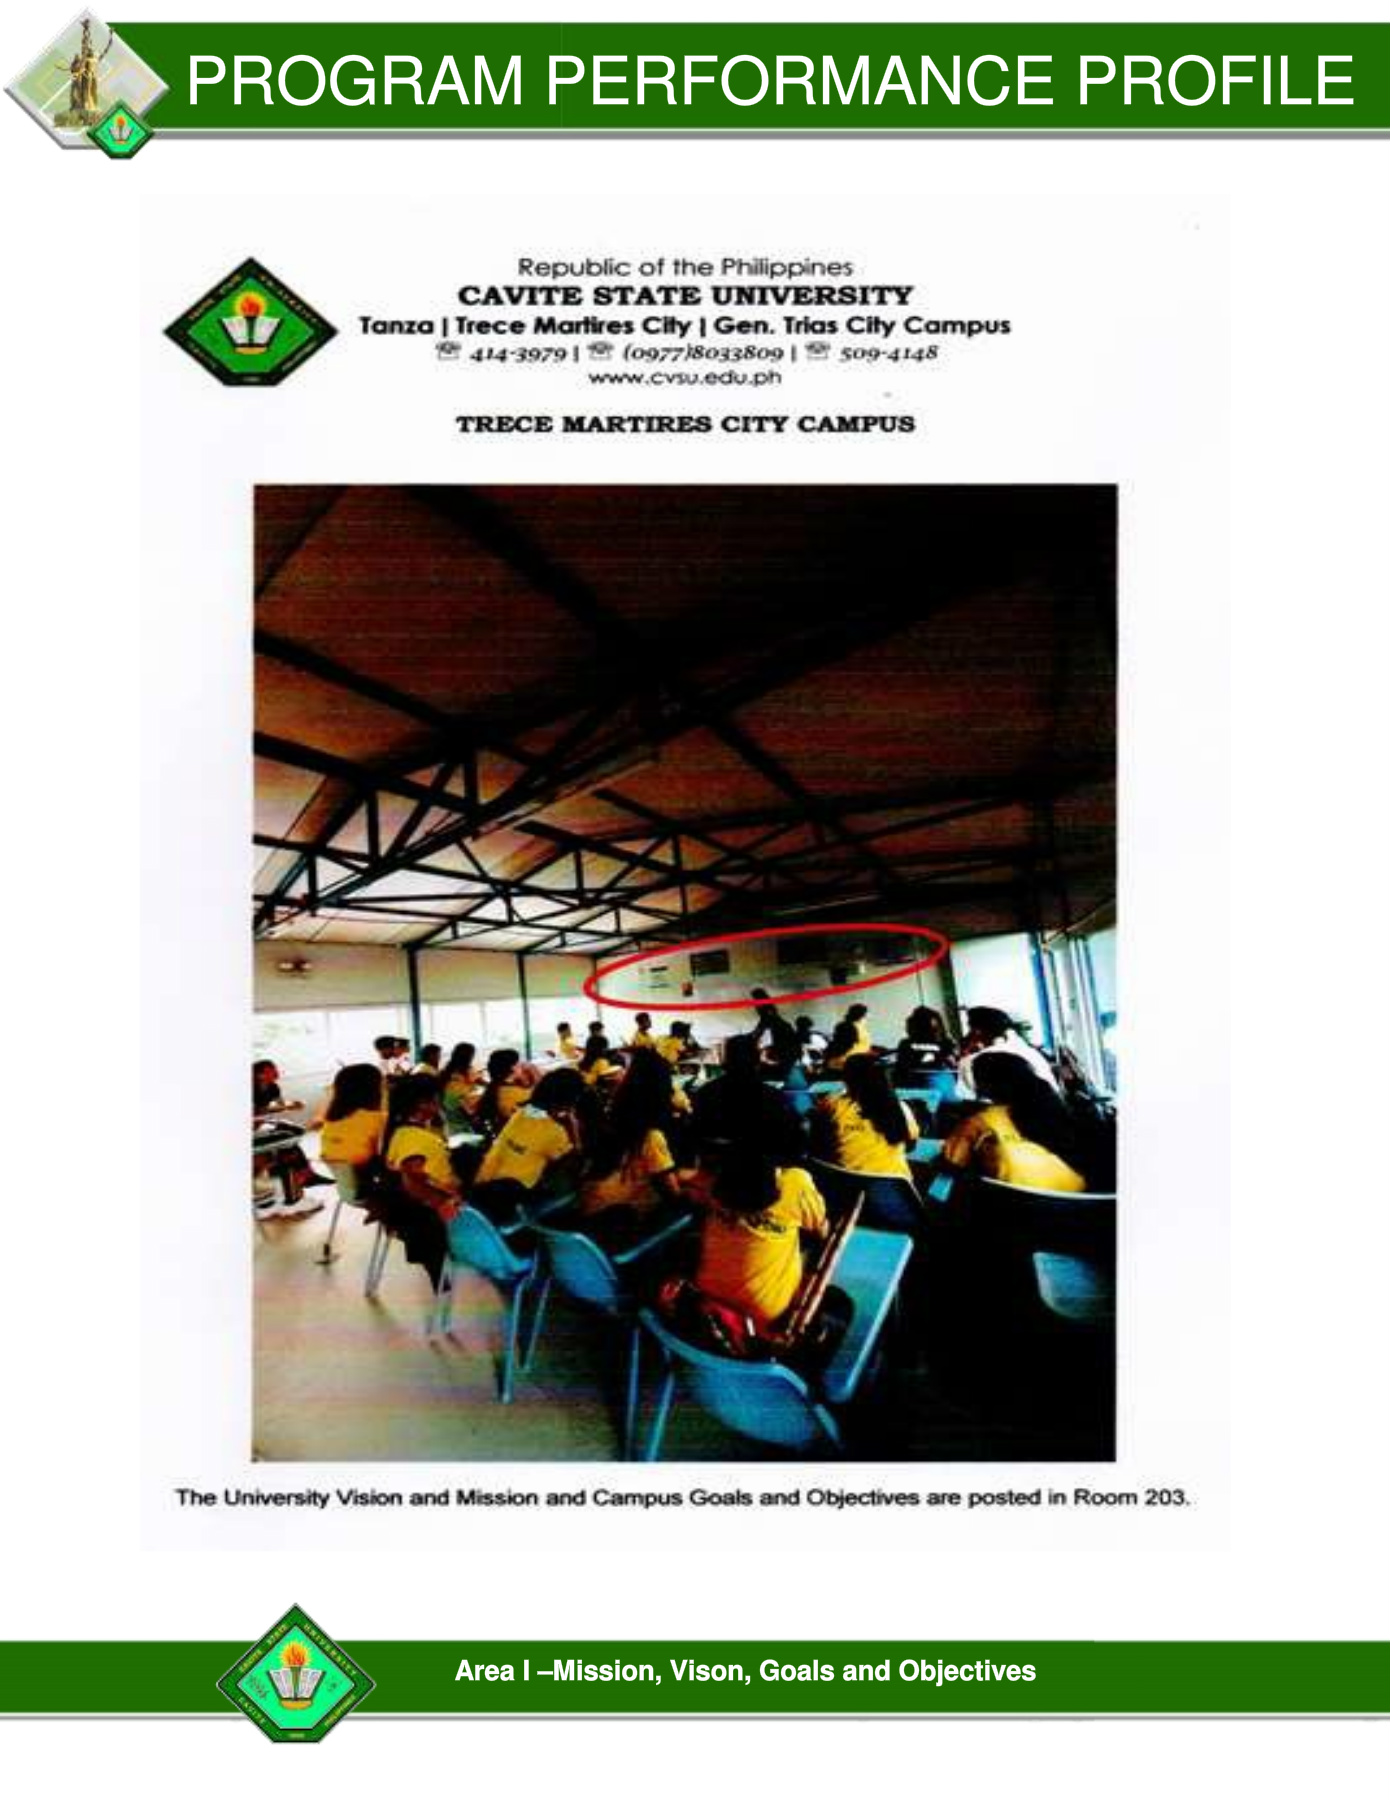 PROGRAM PERFORMANCE PROFILE
Republic of the Philippines
CAVITE STATE UNIVERSITY
Tanza | Trece Martires City | Gen. Trias City Campus
☏ 414-3979 | ☏ (0977)8033809 | ☏ 509-4148
www.cvsu.edu.ph
TRECE MARTIRES CITY CAMPUS
The University Vision and Mission and Campus Goals and Objectives are posted in Room 203.
Area I –Mission, Vison, Goals and Objectives